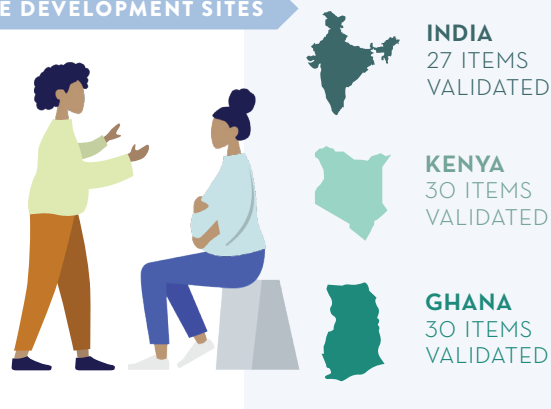 E DEVELOPMENT SITES
INDIA
27 ITEMS
VALIDATED
KENYA
30 ITEMS
VALIDATED
GHANA
30 ITEMS
VALIDATED